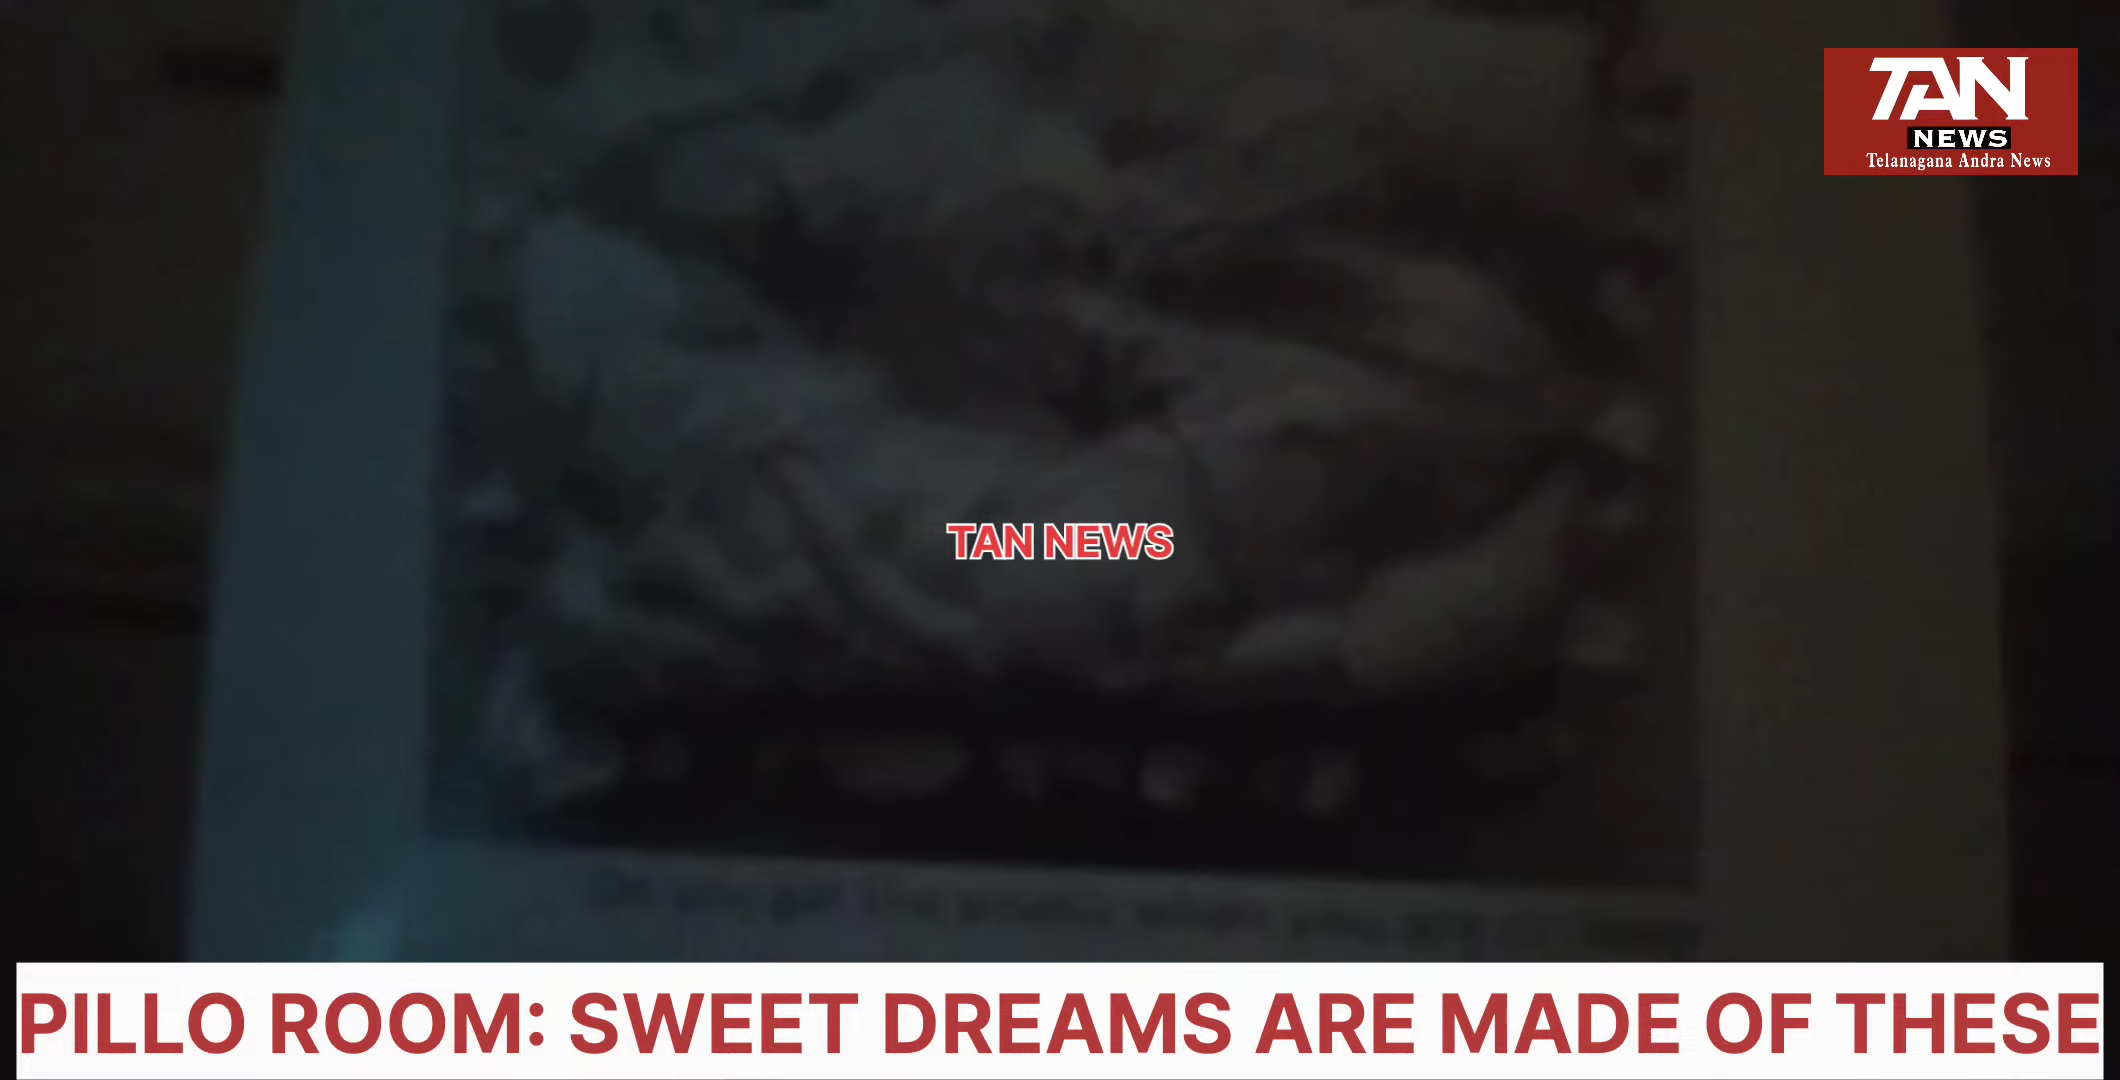 TAN
NEWS
Telanagana Andra News
TAN NEWS
PILLO ROOM: SWEET DREAMS ARE MADE OF THESE